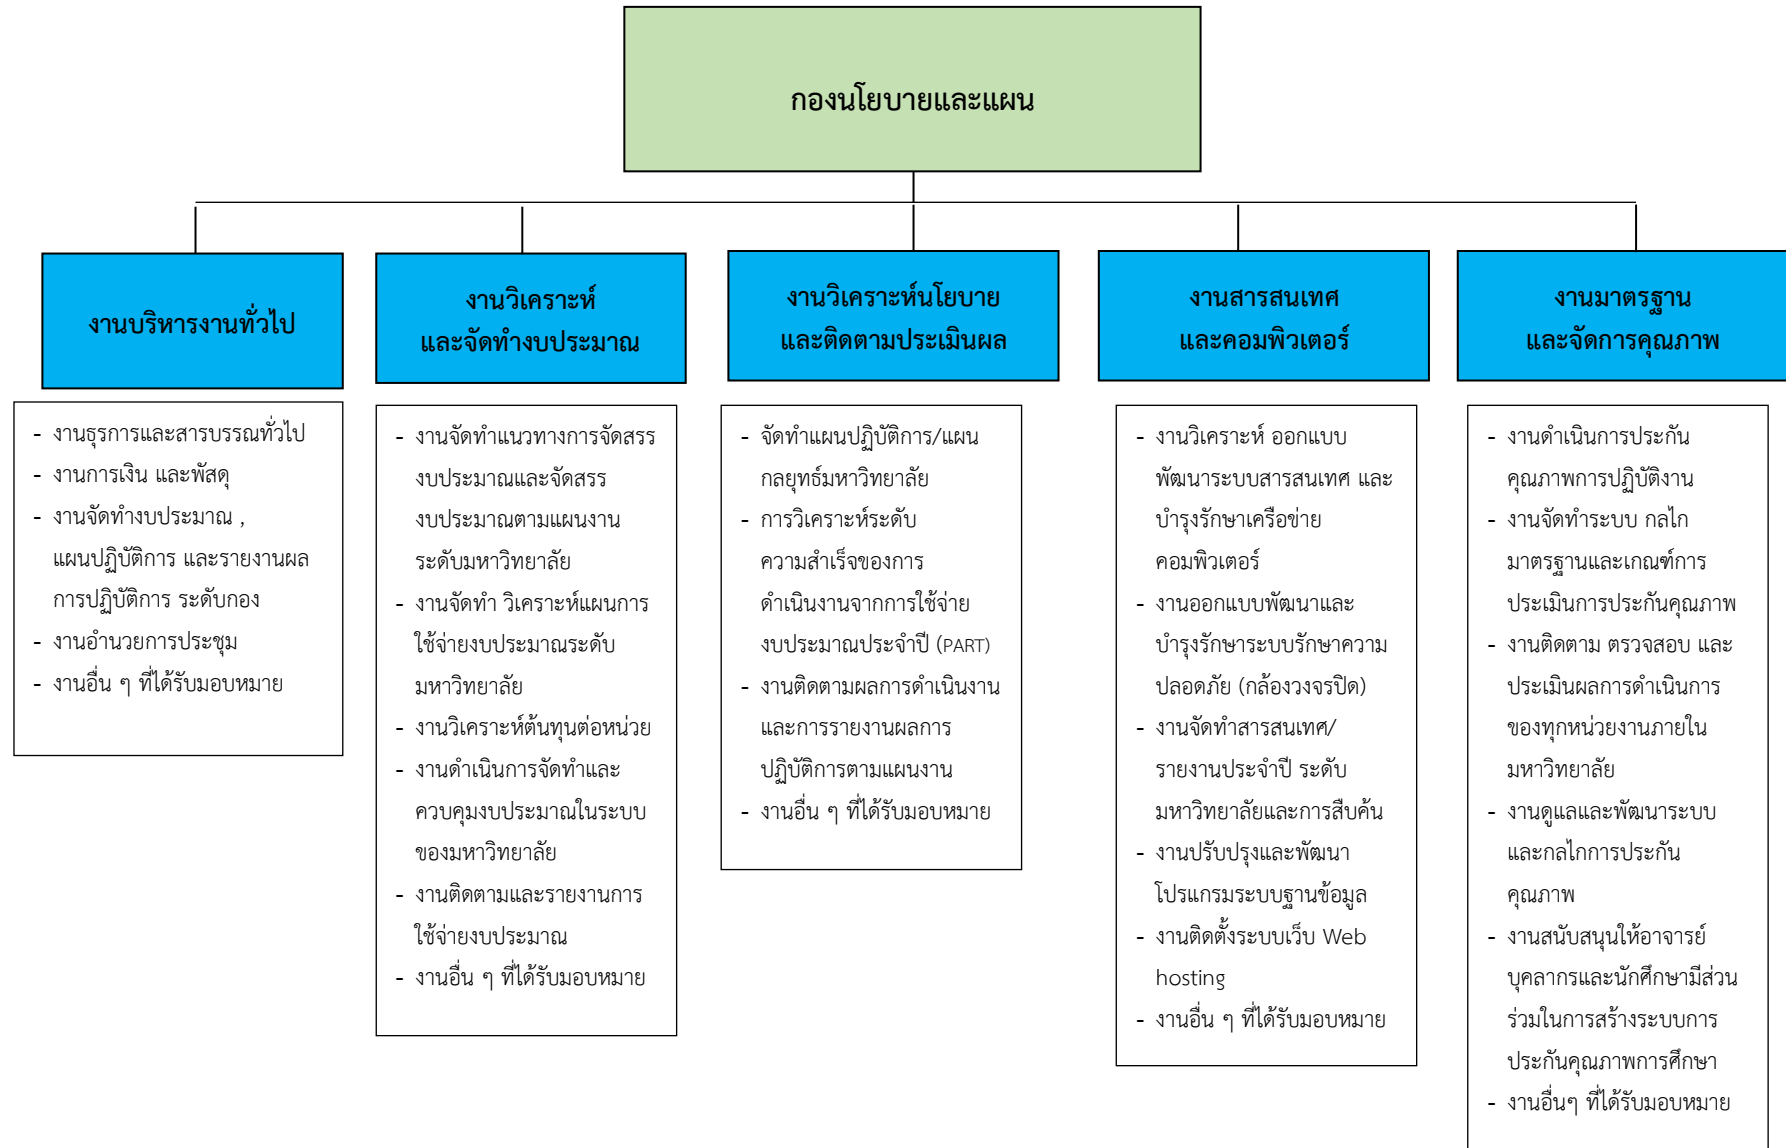 กองนโยบายและแผน
งานบริหารงานทั่วไป
- งานธุรการและสารบรรณทั่วไป
- งานการเงิน และพัสดุ
- งานจัดทำงบประมาณ ,
แผนปฏิบัติการ และรายงานผล
การปฏิบัติการ ระดับกอง
- งานอำนวยการประชุม
- งานอื่น ๆ ที่ได้รับมอบหมาย
งานวิเคราะห์
และจัดทำงบประมาณ
- งานจัดทำแนวทางการจัดสรร
งบประมาณและจัดสรร
งบประมาณตามแผนงาน
ระดับมหาวิทยาลัย
- งานจัดทำ วิเคราะห์แผนการ
ใช้จ่ายงบประมาณระดับ
มหาวิทยาลัย
- งานวิเคราะห์ต้นทุนต่อหน่วย
- งานดำเนินการจัดทำและ
ควบคุมงบประมาณในระบบ
ของมหาวิทยาลัย
- งานติดตามและรายงานการ
ใช้จ่ายงบประมาณ
- งานอื่น ๆ ที่ได้รับมอบหมาย
งานวิเคราะห์นโยบาย
และติดตามประเมินผล
- จัดทำแผนปฏิบัติการ/แผน
กลยุทธ์มหาวิทยาลัย
- การวิเคราะห์ระดับ
ความสำเร็จของการ
ดำเนินงานจากการใช้จ่าย
งบประมาณประจำปี (PART)
- งานติดตามผลการดำเนินงาน
และการรายงานผลการ
ปฏิบัติการตามแผนงาน
- งานอื่น ๆ ที่ได้รับมอบหมาย
งานสารสนเทศ
และคอมพิวเตอร์
- งานวิเคราะห์ ออกแบบ
พัฒนาระบบสารสนเทศ และ
บำรุงรักษาเครือข่าย
คอมพิวเตอร์
- งานออกแบบพัฒนาและ
บำรุงรักษาระบบรักษาความ
ปลอดภัย (กล้องวงจรปิด)
- งานจัดทำสารสนเทศ/
รายงานประจำปี ระดับ
มหาวิทยาลัยและการสืบค้น
- งานปรับปรุงและพัฒนา
โปรแกรมระบบฐานข้อมูล
- งานติดตั้งระบบเว็บ Web
hosting
- งานอื่น ๆ ที่ได้รับมอบหมาย
งานมาตรฐาน
และจัดการคุณภาพ
- งานดำเนินการประกัน
คุณภาพการปฏิบัติงาน
- งานจัดทำระบบ กลไก
มาตรฐานและเกณฑ์การ
ประเมินการประกันคุณภาพ
- งานติดตาม ตรวจสอบ และ
ประเมินผลการดำเนินการ
ของทุกหน่วยงานภายใน
มหาวิทยาลัย
- งานดูแลและพัฒนาระบบ
และกลไกการประกัน
คุณภาพ
- งานสนับสนุนให้อาจารย์
บุคลากรและนักศึกษามีส่วน
ร่วมในการสร้างระบบการ
ประกันคุณภาพการศึกษา
- งานอื่นๆ ที่ได้รับมอบหมาย